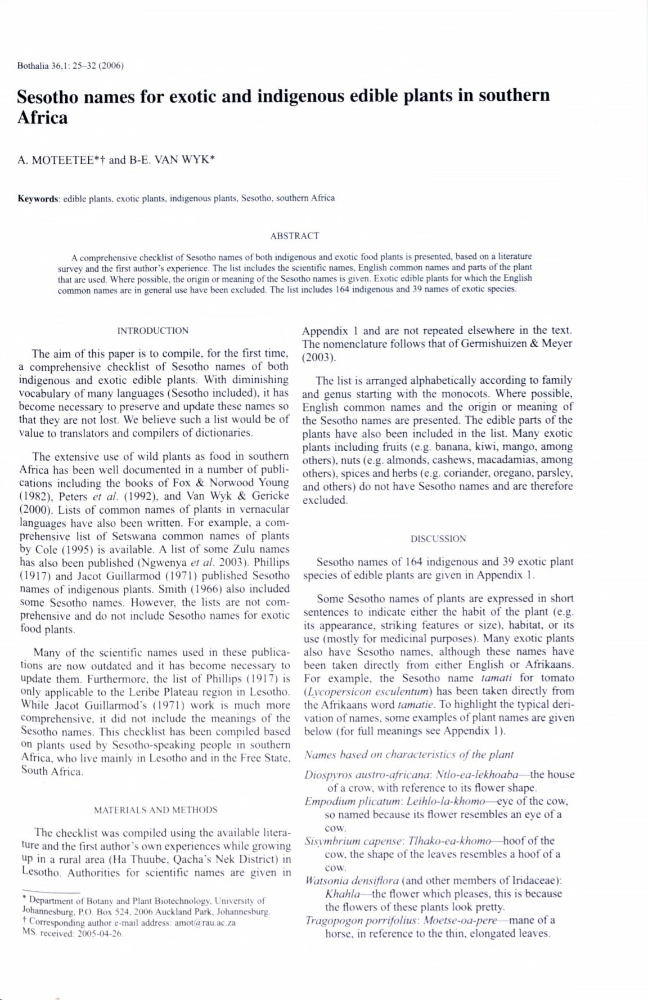 Bothalia 36,1: 25–32 (2006)
Sesotho names for exotic and indigenous edible plants in southern
Africa
A. MOTEETEE*† and B-E. VAN WYK*
Keywords: edible plants, exotic plants, indigenous plants, Sesotho, southern Africa
ABSTRACT
A comprehensive checklist of Sesotho names of both indigenous and exotic food plants is presented, based on a literature
survey and the first author's experience. The list includes the scientific names, English common names and parts of the plant
that are used. Where possible, the origin or meaning of the Sesotho names is given. Exotic edible plants for which the English
common names are in general use have been excluded. The list includes 164 indigenous and 39 names of exotic species.
INTRODUCTION
The aim of this paper is to compile, for the first time,
a comprehensive checklist of Sesotho names of both
indigenous and exotic edible plants. With diminishing
vocabulary of many languages (Sesotho included), it has
become necessary to preserve and update these names so
that they are not lost. We believe such a list would be of
value to translators and compilers of dictionaries.
The extensive use of wild plants as food in southern
Africa has been well documented in a number of publi-
cations including the books of Fox & Norwood Young
(1982), Peters et al. (1992), and Van Wyk & Gericke
(2000). Lists of common names of plants in vernacular
languages have also been written. For example, a com-
prehensive list of Setswana common names of plants
by Cole (1995) is available. A list of some Zulu names
has also been published (Ngwenya et al. 2003). Phillips
(1917) and Jacot Guillarmod (1971) published Sesotho
names of indigenous plants. Smith (1966) also included
some Sesotho names. However, the lists are not com-
prehensive and do not include Sesotho names for exotic
food plants.
Many of the scientific names used in these publica-
tions are now outdated and it has become necessary to
update them. Furthermore, the list of Phillips (1917) is
only applicable to the Leribe Plateau region in Lesotho.
While Jacot Guillarmod's (1971) work is much more
comprehensive, it did not include the meanings of the
Sesotho names. This checklist has been compiled based
on plants used by Sesotho-speaking people in southern
Africa, who live mainly in Lesotho and in the Free State,
South Africa.
MATERIALS AND METHODS
The checklist was compiled using the available litera-
ture and the first author's own experiences while growing
up in a rural area (Ha Thuube, Qacha's Nek District) in
Lesotho. Authorities for scientific names are given in
* Department of Botany and Plant Biotechnology, University of
Johannesburg, P.O. Box 524, 2006 Auckland Park, Johannesburg.
† Corresponding author e-mail address: amot@rau.ac.za
MS. received: 2005-04-26.
Appendix 1 and are not repeated elsewhere in the text.
The nomenclature follows that of Germishuizen & Meyer
(2003).
The list is arranged alphabetically according to family
and genus starting with the monocots. Where possible,
English common names and the origin or meaning of
the Sesotho names are presented. The edible parts of the
plants have also been included in the list. Many exotic
plants including fruits (e.g. banana, kiwi, mango, among
others), nuts (e.g. almonds, cashews, macadamias, among
others), spices and herbs (e.g. coriander, oregano, parsley,
and others) do not have Sesotho names and are therefore
excluded.
DISCUSSION
Sesotho names of 164 indigenous and 39 exotic plant
species of edible plants are given in Appendix 1.
Some Sesotho names of plants are expressed in short
sentences to indicate either the habit of the plant (e.g.
its appearance, striking features or size), habitat, or its
use (mostly for medicinal purposes). Many exotic plants
also have Sesotho names, although these names have
been taken directly from either English or Afrikaans.
For example, the Sesotho name tamati for tomato
(Lycopersicon esculentum) has been taken directly from
the Afrikaans word tamatie. To highlight the typical deri-
vation of names, some examples of plant names are given
below (for full meanings see Appendix 1).
Names based on characteristics of the plant
Diospyros austro-africana: Ntlo-ea-lekhoaba—the house
of a crow, with reference to its flower shape.
Empodium plicatum: Leihlo-la-khomo—eye of the cow,
so named because its flower resembles an eye of a
cow.
Sisymbrium capense: Tlhako-ea-khomo—hoof of the
cow, the shape of the leaves resembles a hoof of a
cow.
Watsonia densiflora (and other members of Iridaceae):
Khahla—the flower which pleases, this is because
the flowers of these plants look pretty.
Tragopogon porrifolius: Moetse-oa-pere—mane of a
horse, in reference to the thin, elongated leaves.